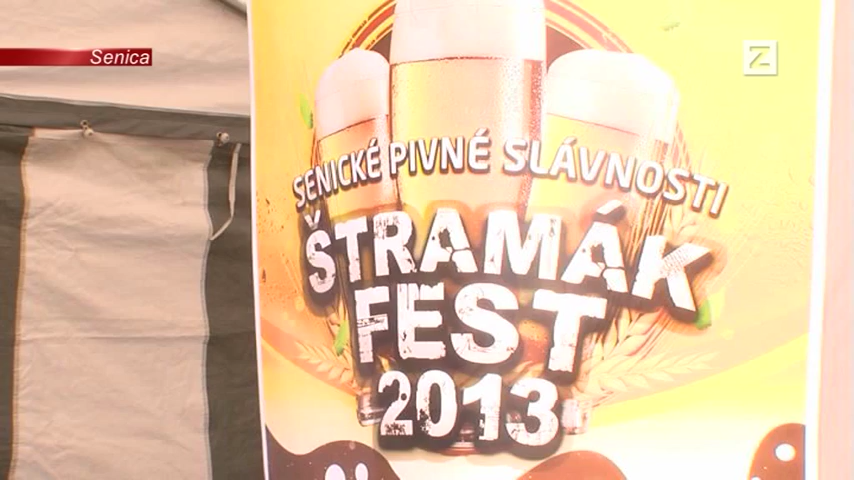 Senica
Z
SENICKÉ PIVNÉ SLÁVNOSTI
ŠTRAMÁK
FEST
2013